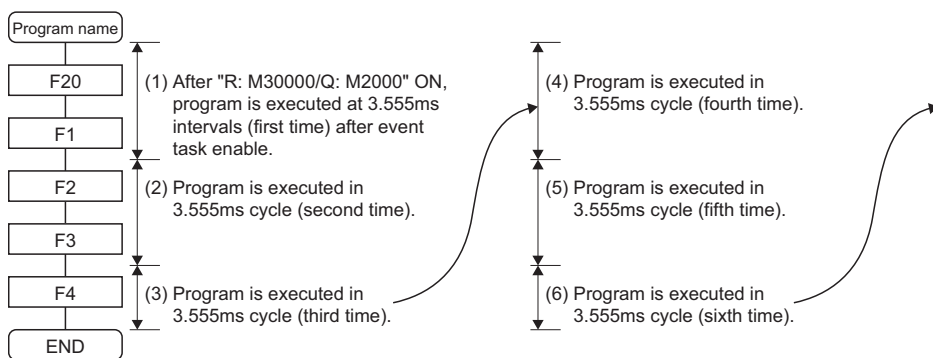 Program name
F20
F1
F2
F3
F4
END
(1) After "R: M30000/Q: M2000" ON,
program is executed at 3.555ms
intervals (first time) after event
task enable.
(2) Program is executed in
3.555ms cycle (second time).
(3) Program is executed in
3.555ms cycle (third time).
(4) Program is executed in
3.555ms cycle (fourth time).
(5) Program is executed in
3.555ms cycle (fifth time).
(6) Program is executed in
3.555ms cycle (sixth time).